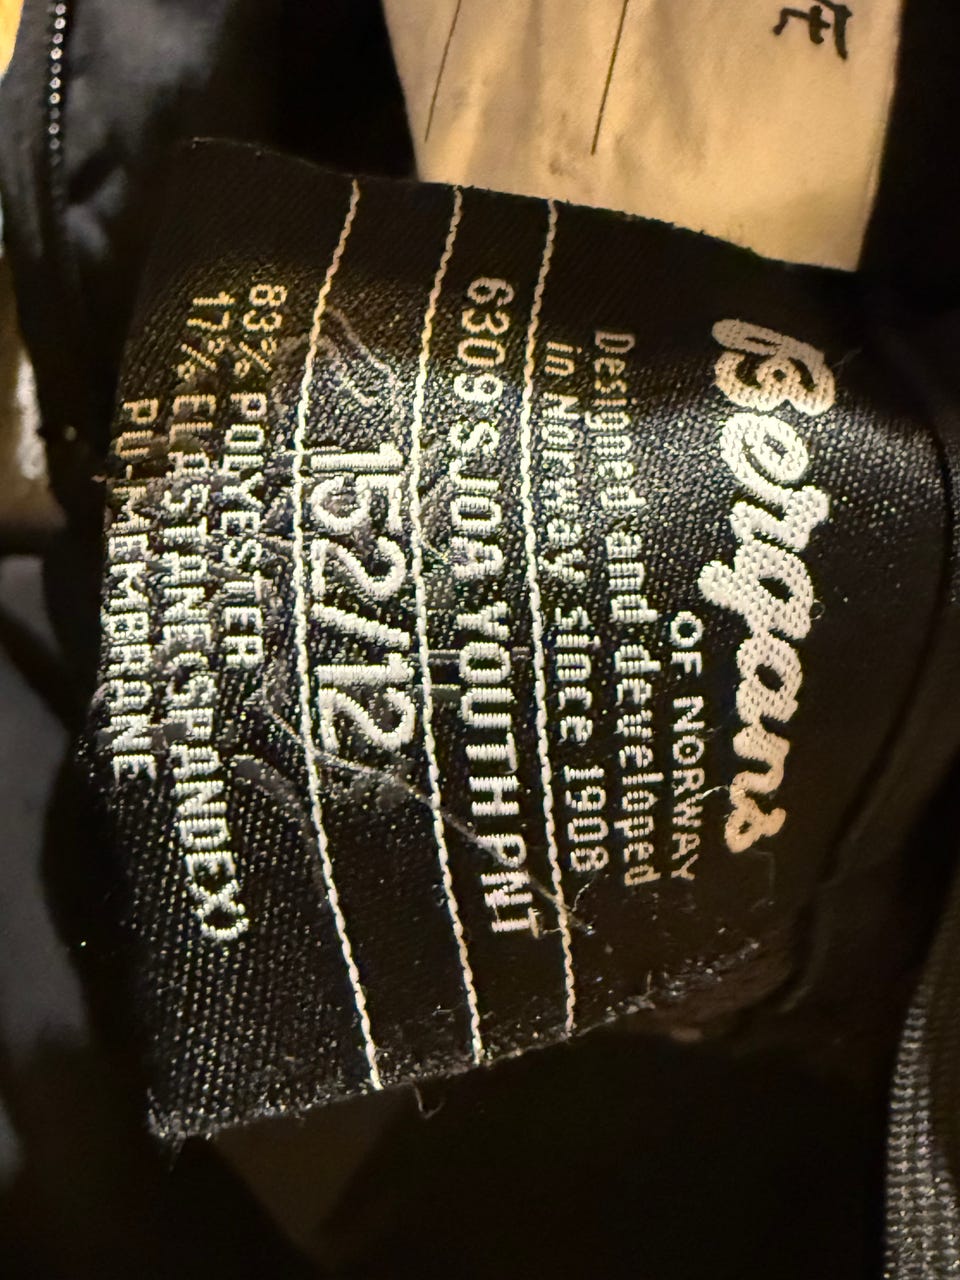 Bergans
OF NORWAY
Designed and developed
in Norway since 1908
6309 SJOA YOUTH PNT
152/12
83% POLYESTER
17% ELASTANE(SPANDEX)
PU-MEMBRANE